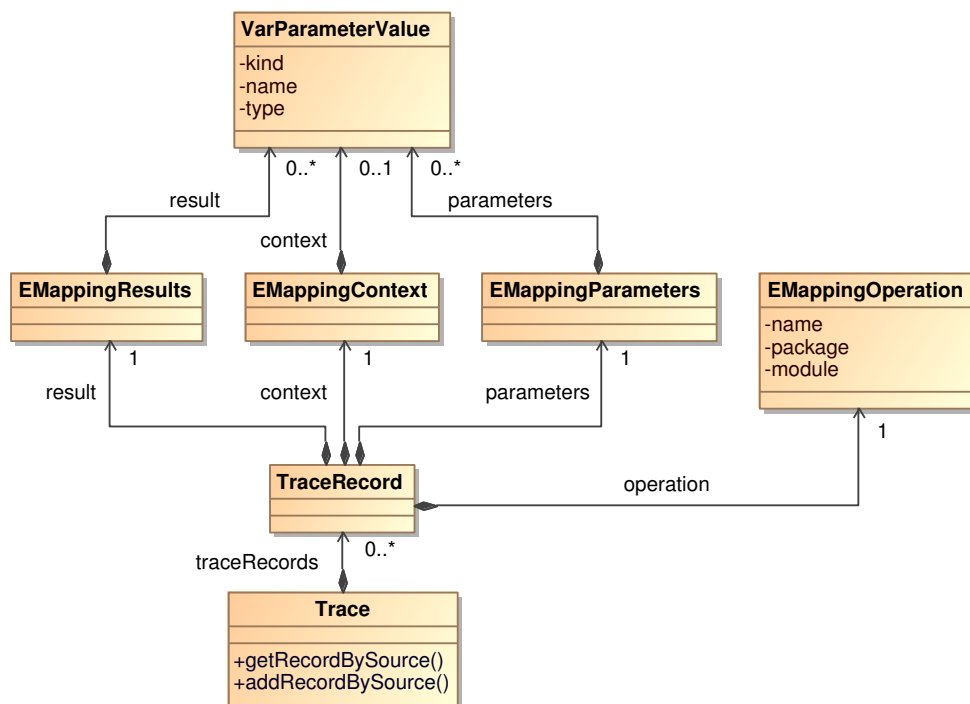 VarParameterValue
-kind
-name
-type
0..* 0..1 0..*
result parameters
context
EMappingResults EMappingContext EMappingParameters EMappingOperation
-name
-package
-module
1 1 1
result context parameters
1
TraceRecord operation
0..*
traceRecords
Trace
+getRecordBySource()
+addRecordBySource()